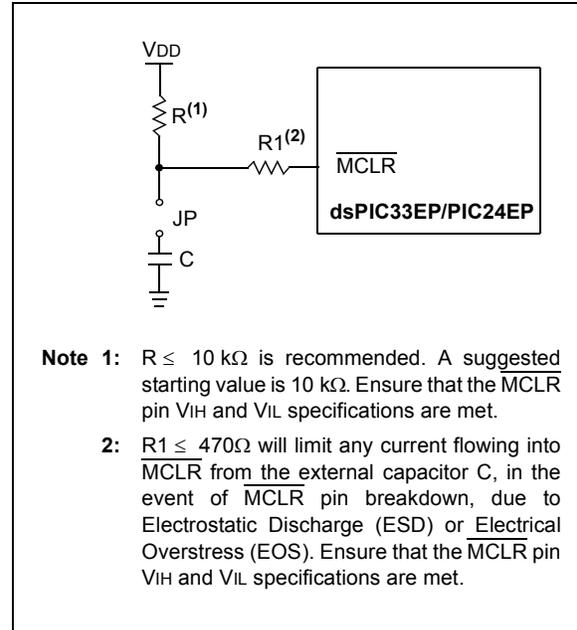 VDD
R(1)
R1(2)
MCLR
dsPIC33EP/PIC24EP
JP
C
Note 1: R ≤ 10 kΩ is recommended. A suggested
starting value is 10 kΩ. Ensure that the MCLR
pin VIH and VIL specifications are met.
2: R1 ≤ 470Ω will limit any current flowing into
MCLR from the external capacitor C, in the
event of MCLR pin breakdown, due to
Electrostatic Discharge (ESD) or Electrical
Overstress (EOS). Ensure that the MCLR pin
VIH and VIL specifications are met.